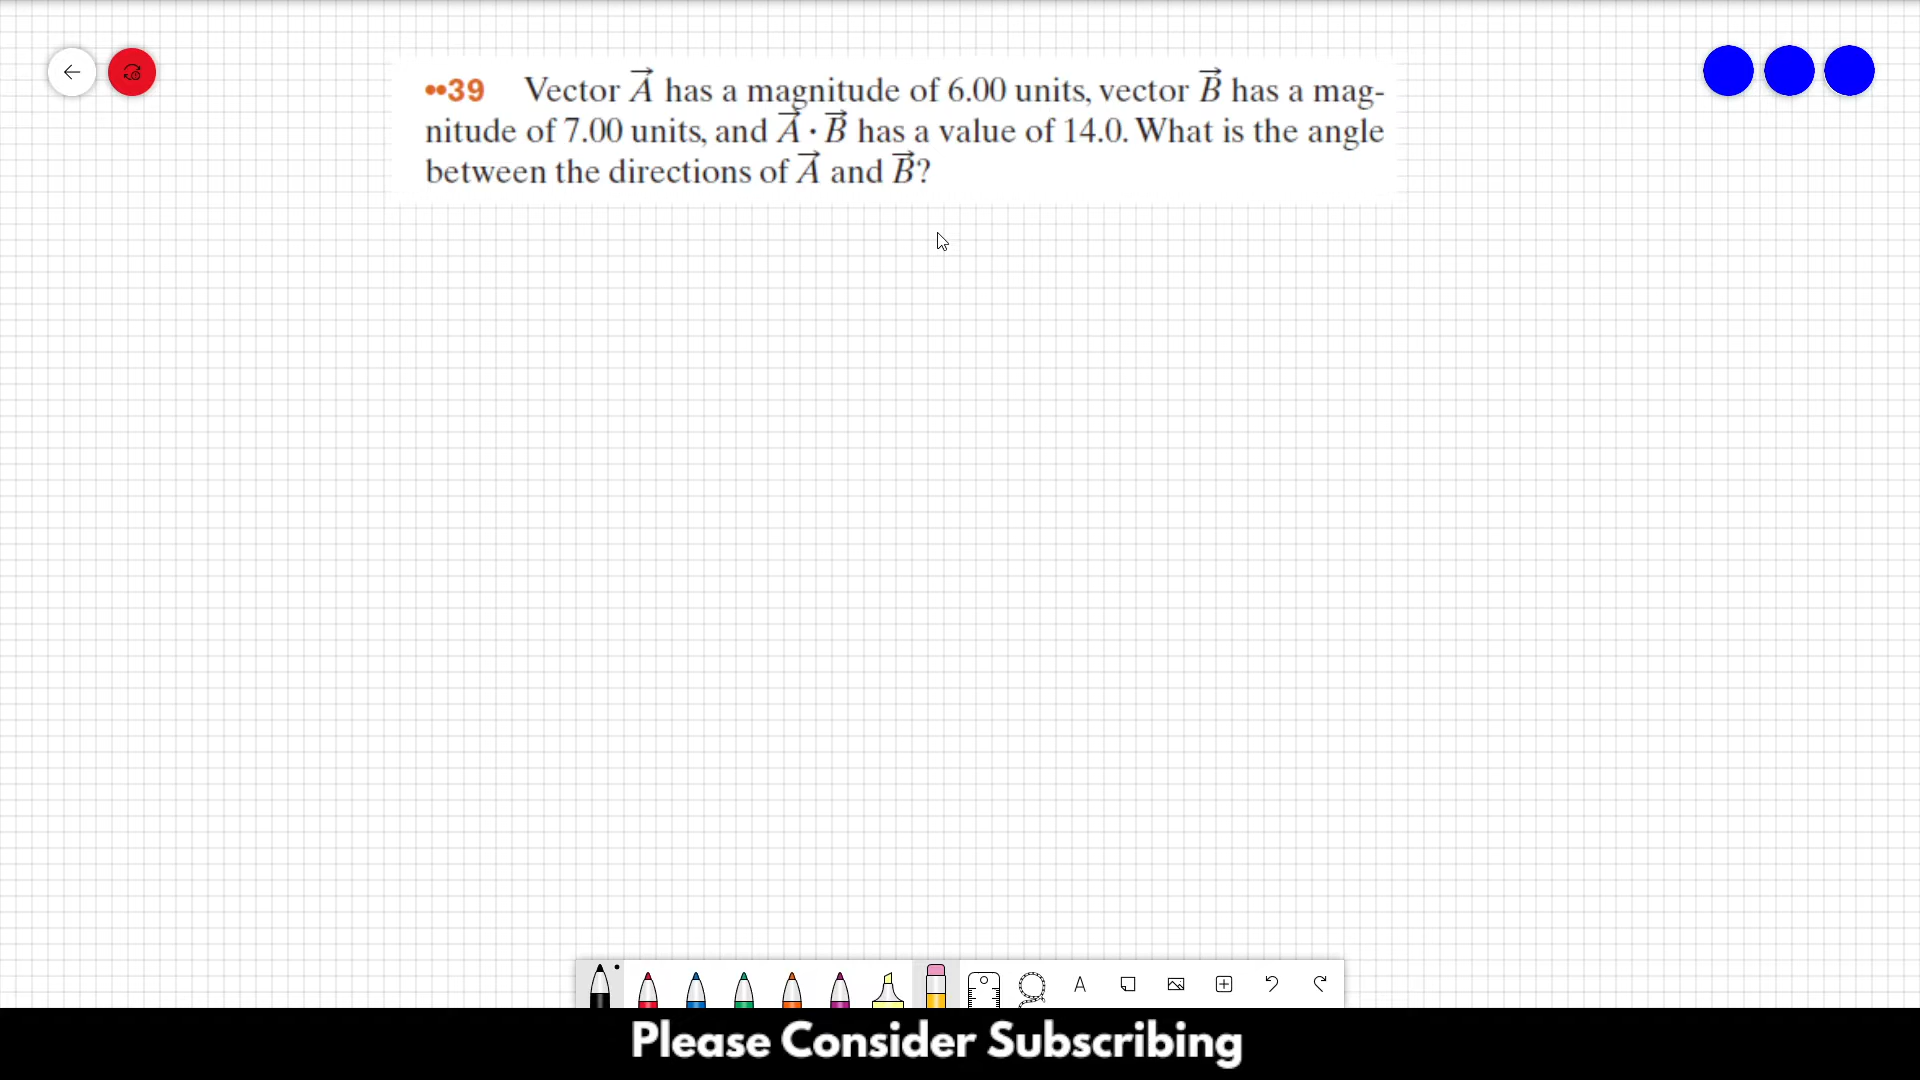 ••39 Vector A⃗ has a magnitude of 6.00 units, vector B⃗ has a mag-
nitude of 7.00 units, and A⃗ · B⃗ has a value of 14.0. What is the angle
between the directions of A⃗ and B⃗?
A
Please Consider Subscribing